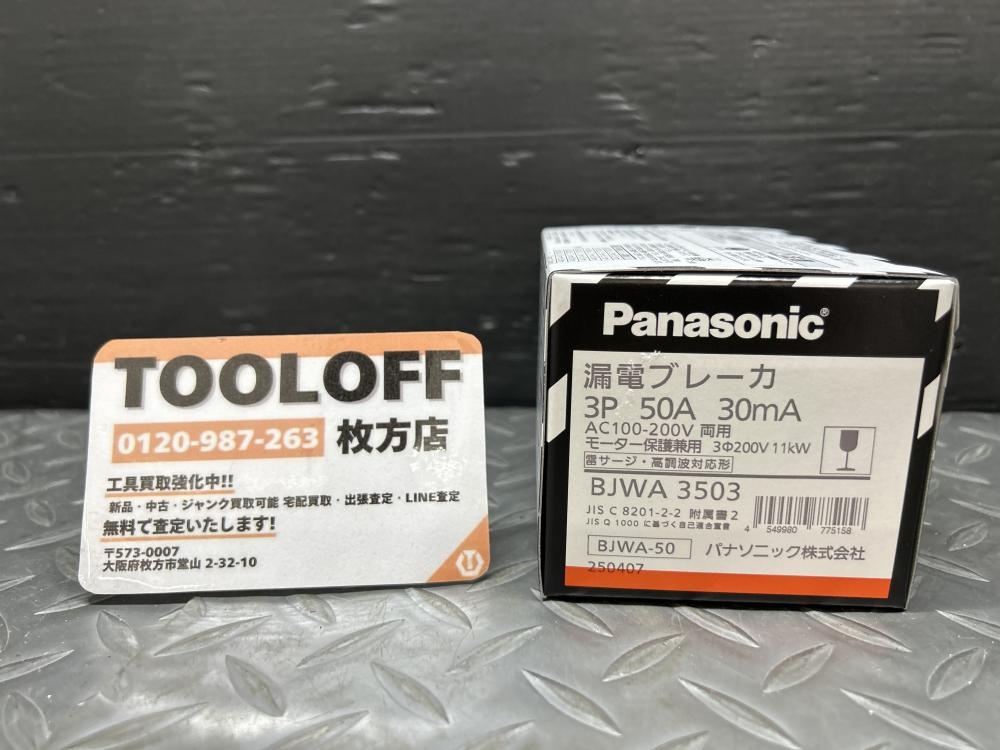 TOOLOFF
0120-987-263 枚方店
工具買取強化中!!
新品・中古・ジャンク買取可能 宅配買取・出張査定・LINE査定
無料で査定いたします!
〒573-0007
大阪府枚方市堂山 2-32-10
Panasonic®
漏電ブレーカ
3P 50A 30mA
AC100-200V 両用
モーター保護兼用 3Φ200V 11kW
雷サージ・高調波対応形
BJWA 3503
JIS C 8201-2-2 附属書2
JIS Q 1000 に基づく自己適合宣言
4 549980 775158
BJWA-50 パナソニック株式会社
250407